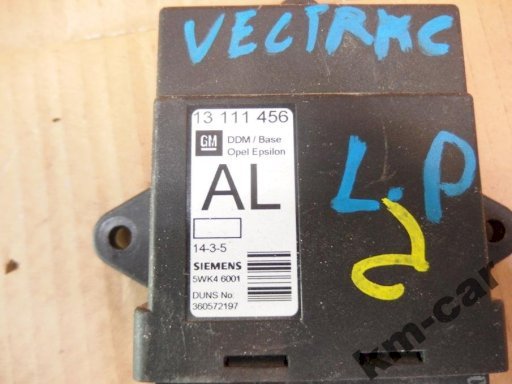 VECTRAC
13 111 456
GM
DDM / Base
Opel Epsilon
AL
14-3-5
SIEMENS
5WK4 6001
DUNS No:
360572197
L.P
2
km-car